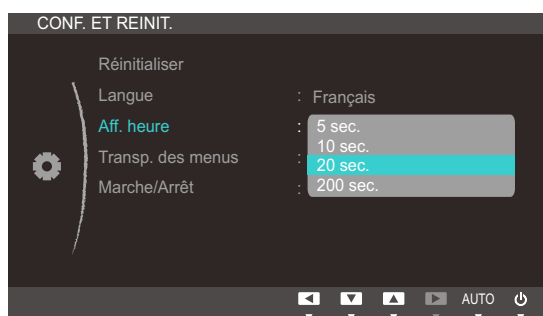 CONF. ET REINIT.
Réinitialiser
Langue : Français
Aff. heure : 5 sec.
10 sec.
Transp. des menus : 20 sec.
Marche/Arrêt : 200 sec.
AUTO